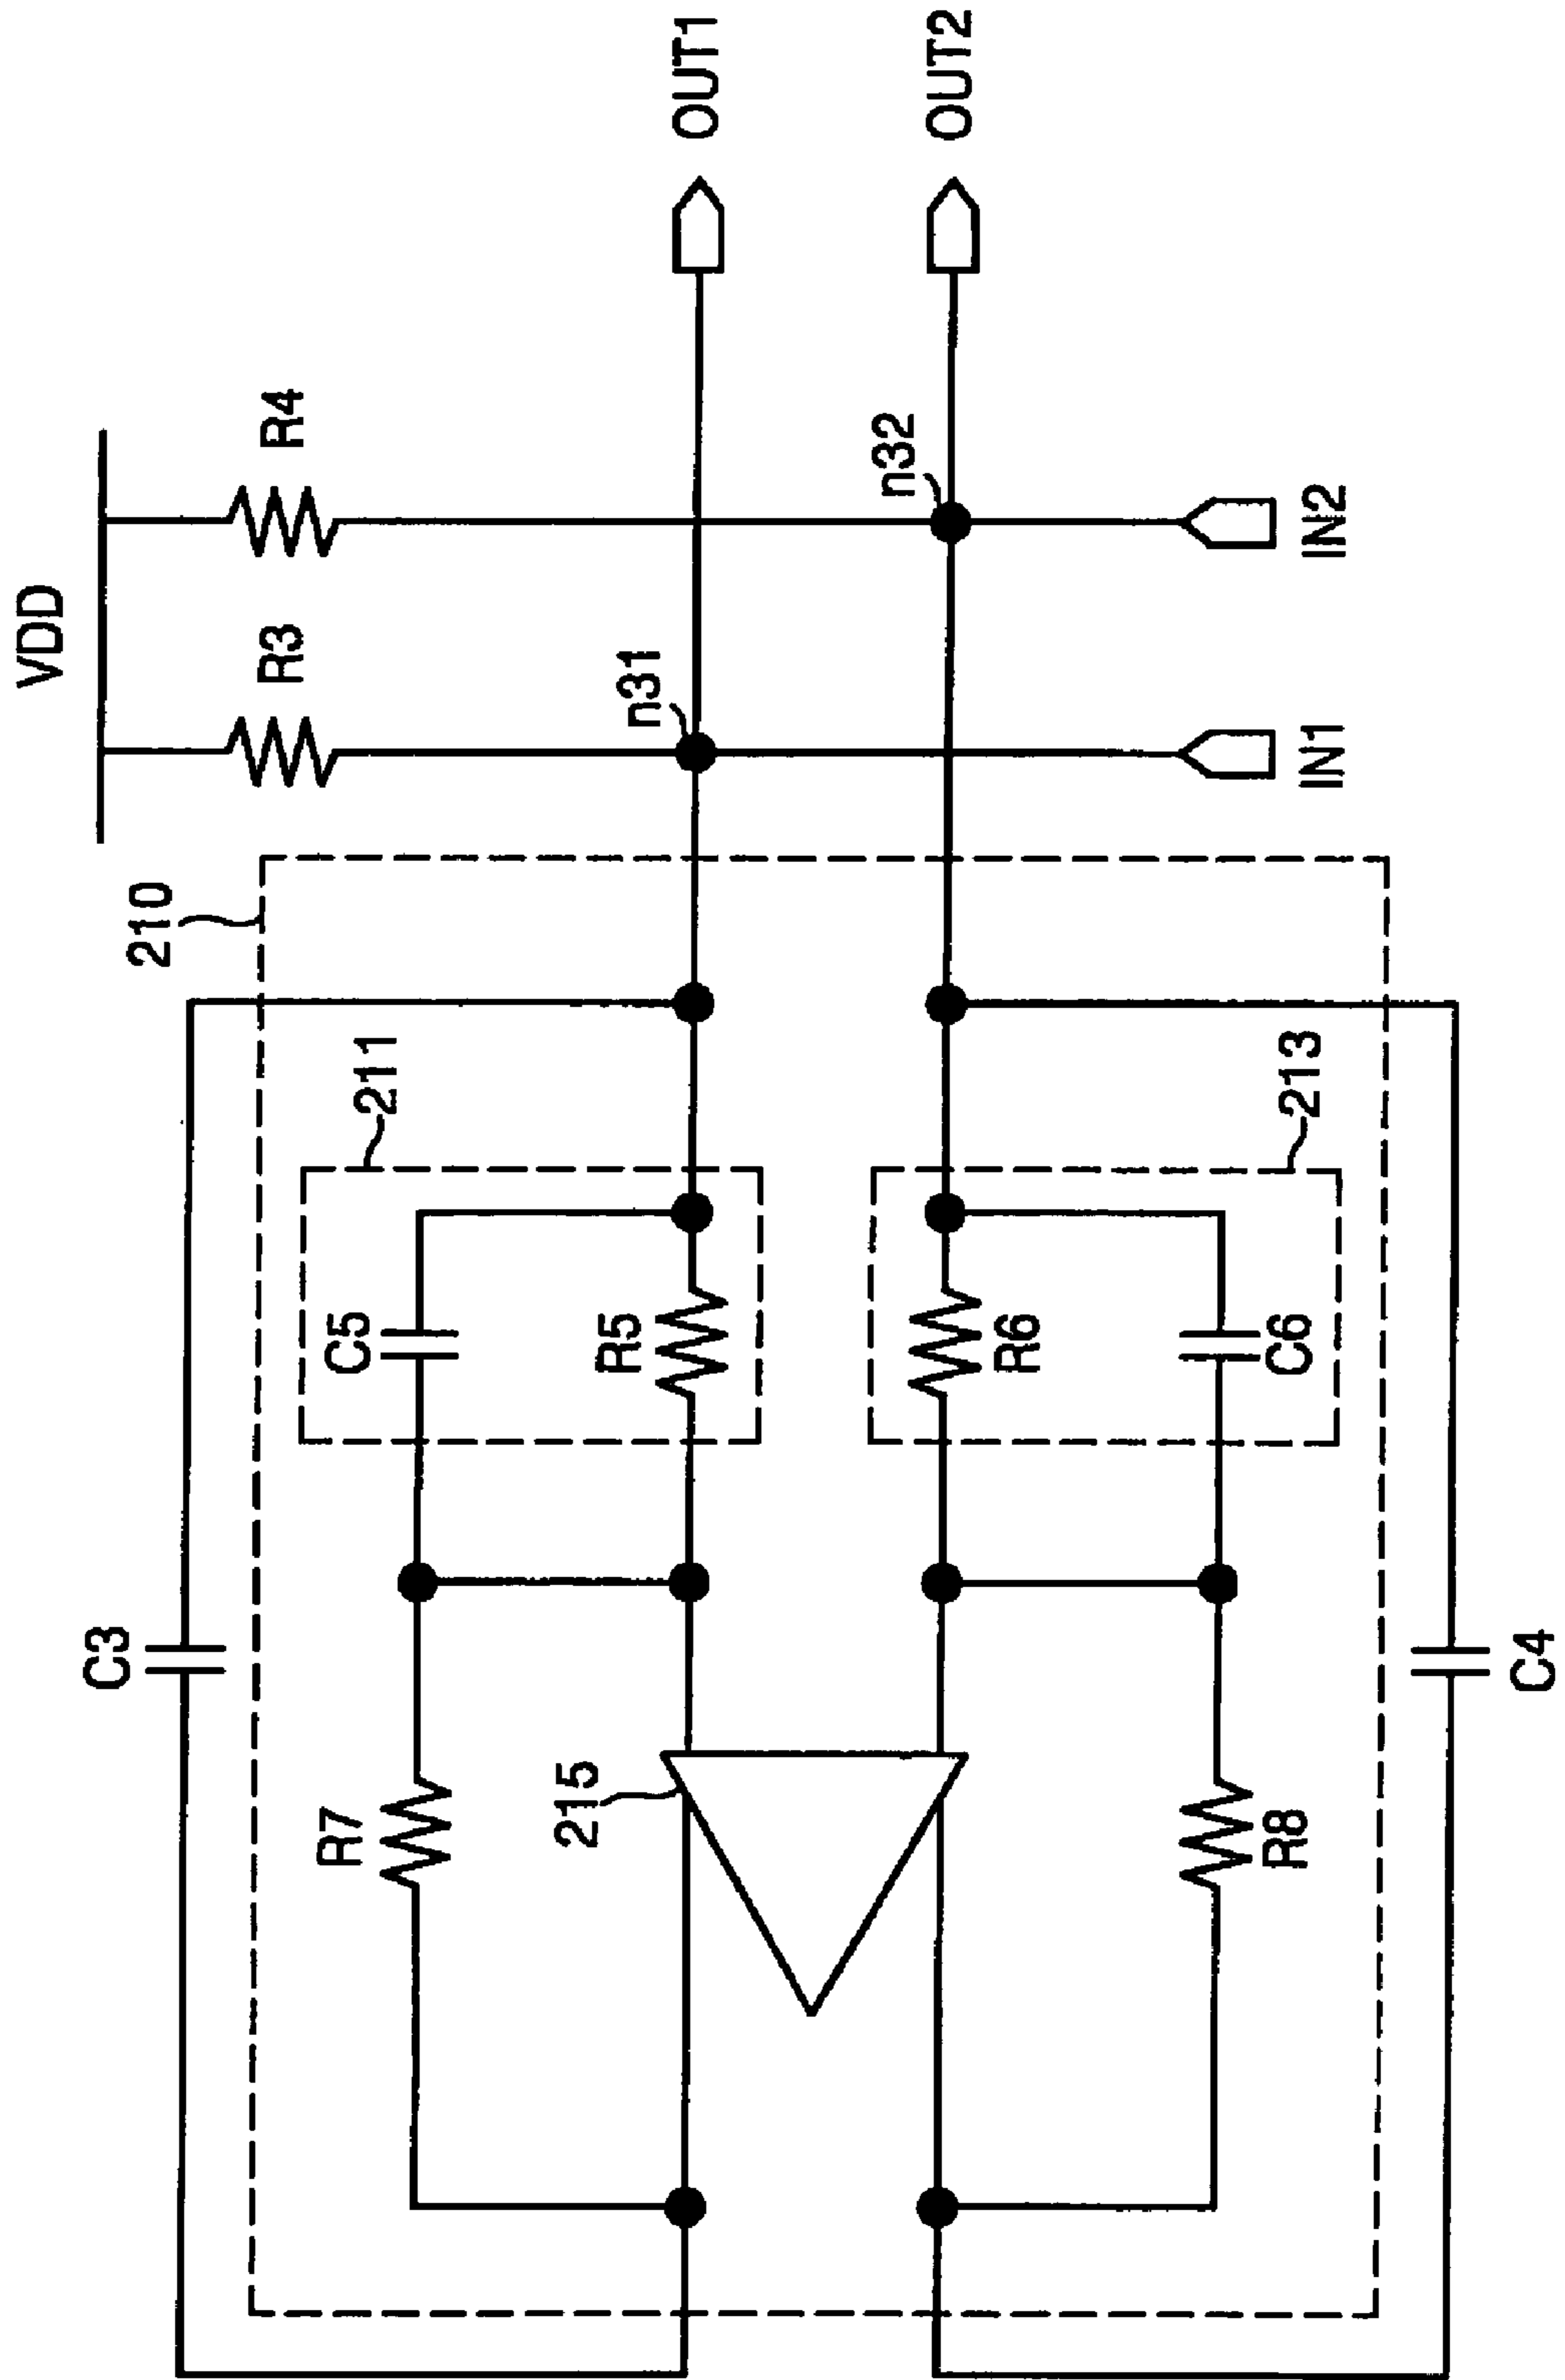 VDD
R3
R4
n31
n32
OUT1
OUT2
IN1
IN2
210
211
213
C3
C5
R5
R6
C6
C4
R7
215
R8